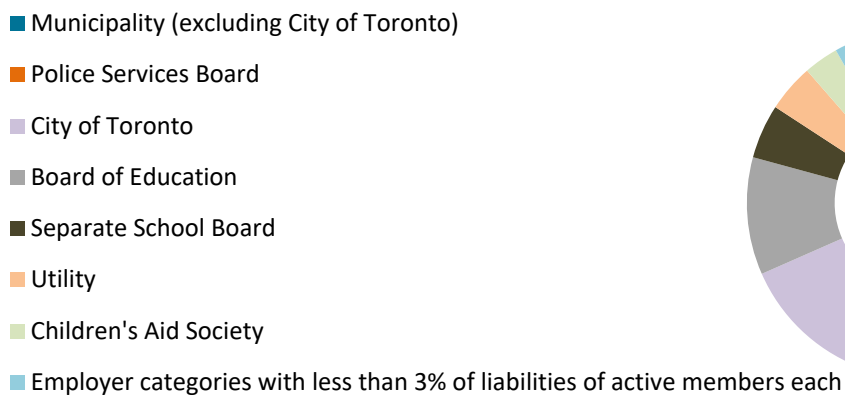 Municipality (excluding City of Toronto)
Police Services Board
City of Toronto
Board of Education
Separate School Board
Utility
Children's Aid Society
Employer categories with less than 3% of liabilities of active members each